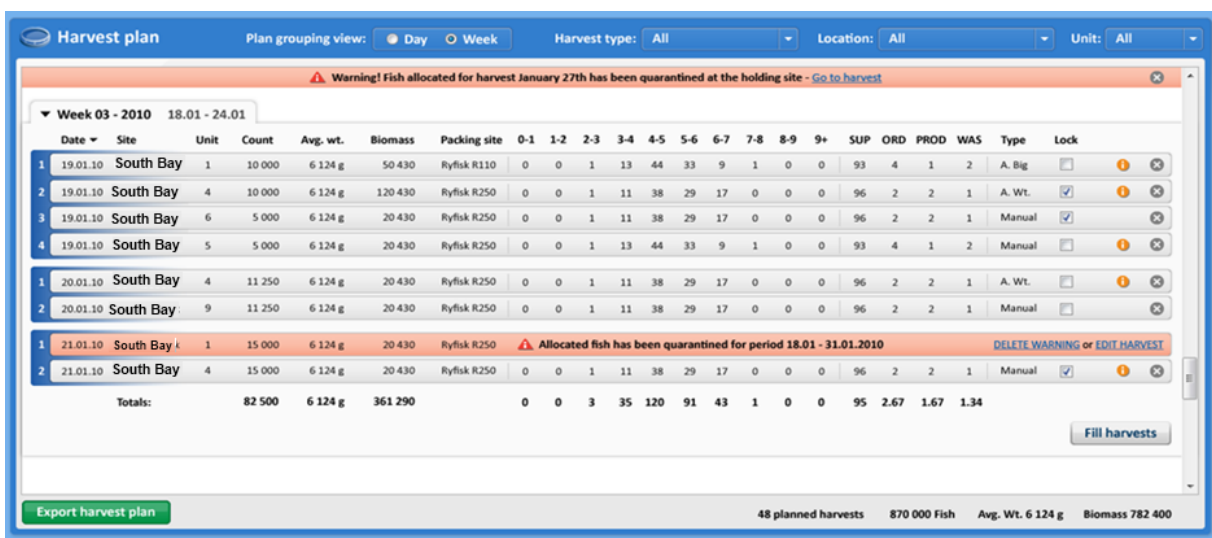 Harvest plan Plan grouping view: Day Week Harvest type: All Location: All Unit: All
Warning! Fish allocated for harvest January 27th has been quarantined at the holding site - Go to harvest
Week 03 - 2010 18.01 - 24.01
Date Site Unit Count Avg. wt. Biomass Packing site 0-1 1-2 2-3 3-4 4-5 5-6 6-7 7-8 8-9 9+ SUP ORD PROD WAS Type Lock
1 19.01.10 South Bay 1 10 000 6 124 g 50 430 Ryfisk R110 0 0 1 13 44 33 9 1 0 0 93 4 1 2 A. Big
2 19.01.10 South Bay 4 10 000 6 124 g 120 430 Ryfisk R250 0 0 1 11 38 29 17 0 0 0 96 2 2 1 A. Wt.
3 19.01.10 South Bay 6 5 000 6 124 g 20 430 Ryfisk R250 0 0 1 11 38 29 17 0 0 0 96 2 2 1 Manual
4 19.01.10 South Bay 5 5 000 6 124 g 20 430 Ryfisk R250 0 0 1 13 44 33 9 1 0 0 93 4 1 2 Manual
1 20.01.10 South Bay 4 11 250 6 124 g 20 430 Ryfisk R250 0 0 1 11 38 29 17 0 0 0 96 2 2 1 A. Wt.
2 20.01.10 South Bay 9 11 250 6 124 g 20 430 Ryfisk R250 0 0 1 11 38 29 17 0 0 0 96 2 2 1 Manual
1 21.01.10 South Bay 1 15 000 6 124 g 20 430 Ryfisk R250 Allocated fish has been quarantined for period 18.01 - 31.01.2010 DELETE WARNING or EDIT HARVEST
2 21.01.10 South Bay 4 15 000 6 124 g 20 430 Ryfisk R250 0 0 1 11 38 29 17 0 0 0 96 2 2 1 Manual
Totals: 82 500 6 124 g 361 290 0 0 3 35 120 91 43 1 0 0 95 2.67 1.67 1.34
Fill harvests
Export harvest plan 48 planned harvests 870 000 Fish Avg. Wt. 6 124 g Biomass 782 400